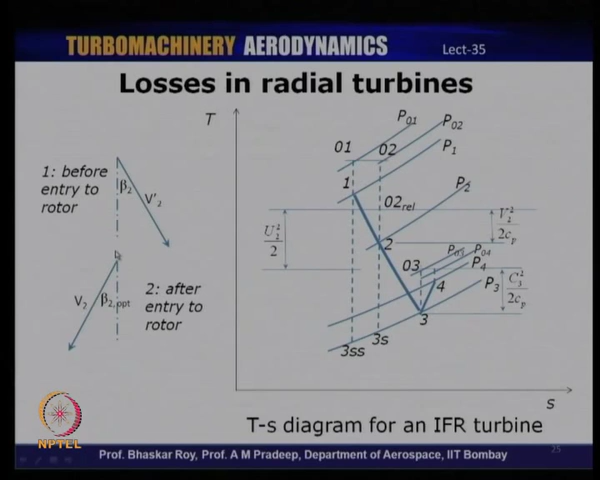 TURBOMACHINERY AERODYNAMICS Lect-35
Losses in radial turbines
T
P01
P02
01 02
P1
1: before
entry to
rotor
β2
V'2
1
02rel
P2
U2²/2
2
V2²/2cp
03
P03 P04
P4
4
C3²/2cp
P3
V2
β2,opt
2: after
entry to
rotor
3
3s
3ss
s
T-s diagram for an IFR turbine
NPTEL
Prof. Bhaskar Roy, Prof. A M Pradeep, Department of Aerospace, IIT Bombay
25